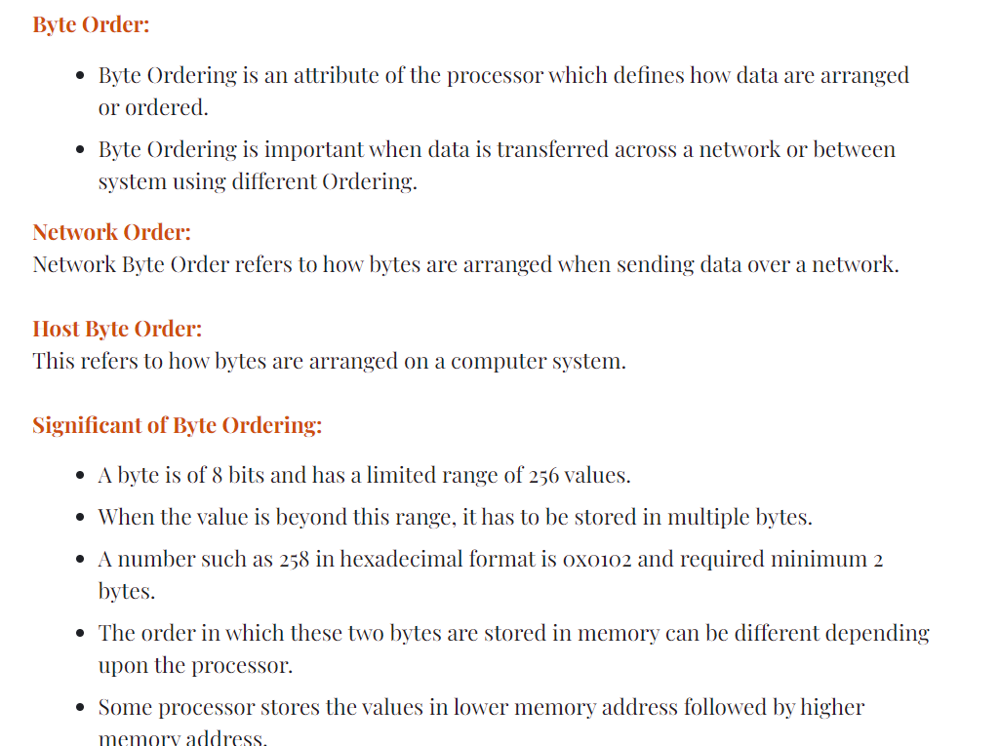 Byte Order:
• Byte Ordering is an attribute of the processor which defines how data are arranged
or ordered.
• Byte Ordering is important when data is transferred across a network or between
system using different Ordering.
Network Order:
Network Byte Order refers to how bytes are arranged when sending data over a network.
Host Byte Order:
This refers to how bytes are arranged on a computer system.
Significant of Byte Ordering:
• A byte is of 8 bits and has a limited range of 256 values.
• When the value is beyond this range, it has to be stored in multiple bytes.
• A number such as 258 in hexadecimal format is 0x0102 and required minimum 2
bytes.
• The order in which these two bytes are stored in memory can be different depending
upon the processor.
• Some processor stores the values in lower memory address followed by higher
memory address.